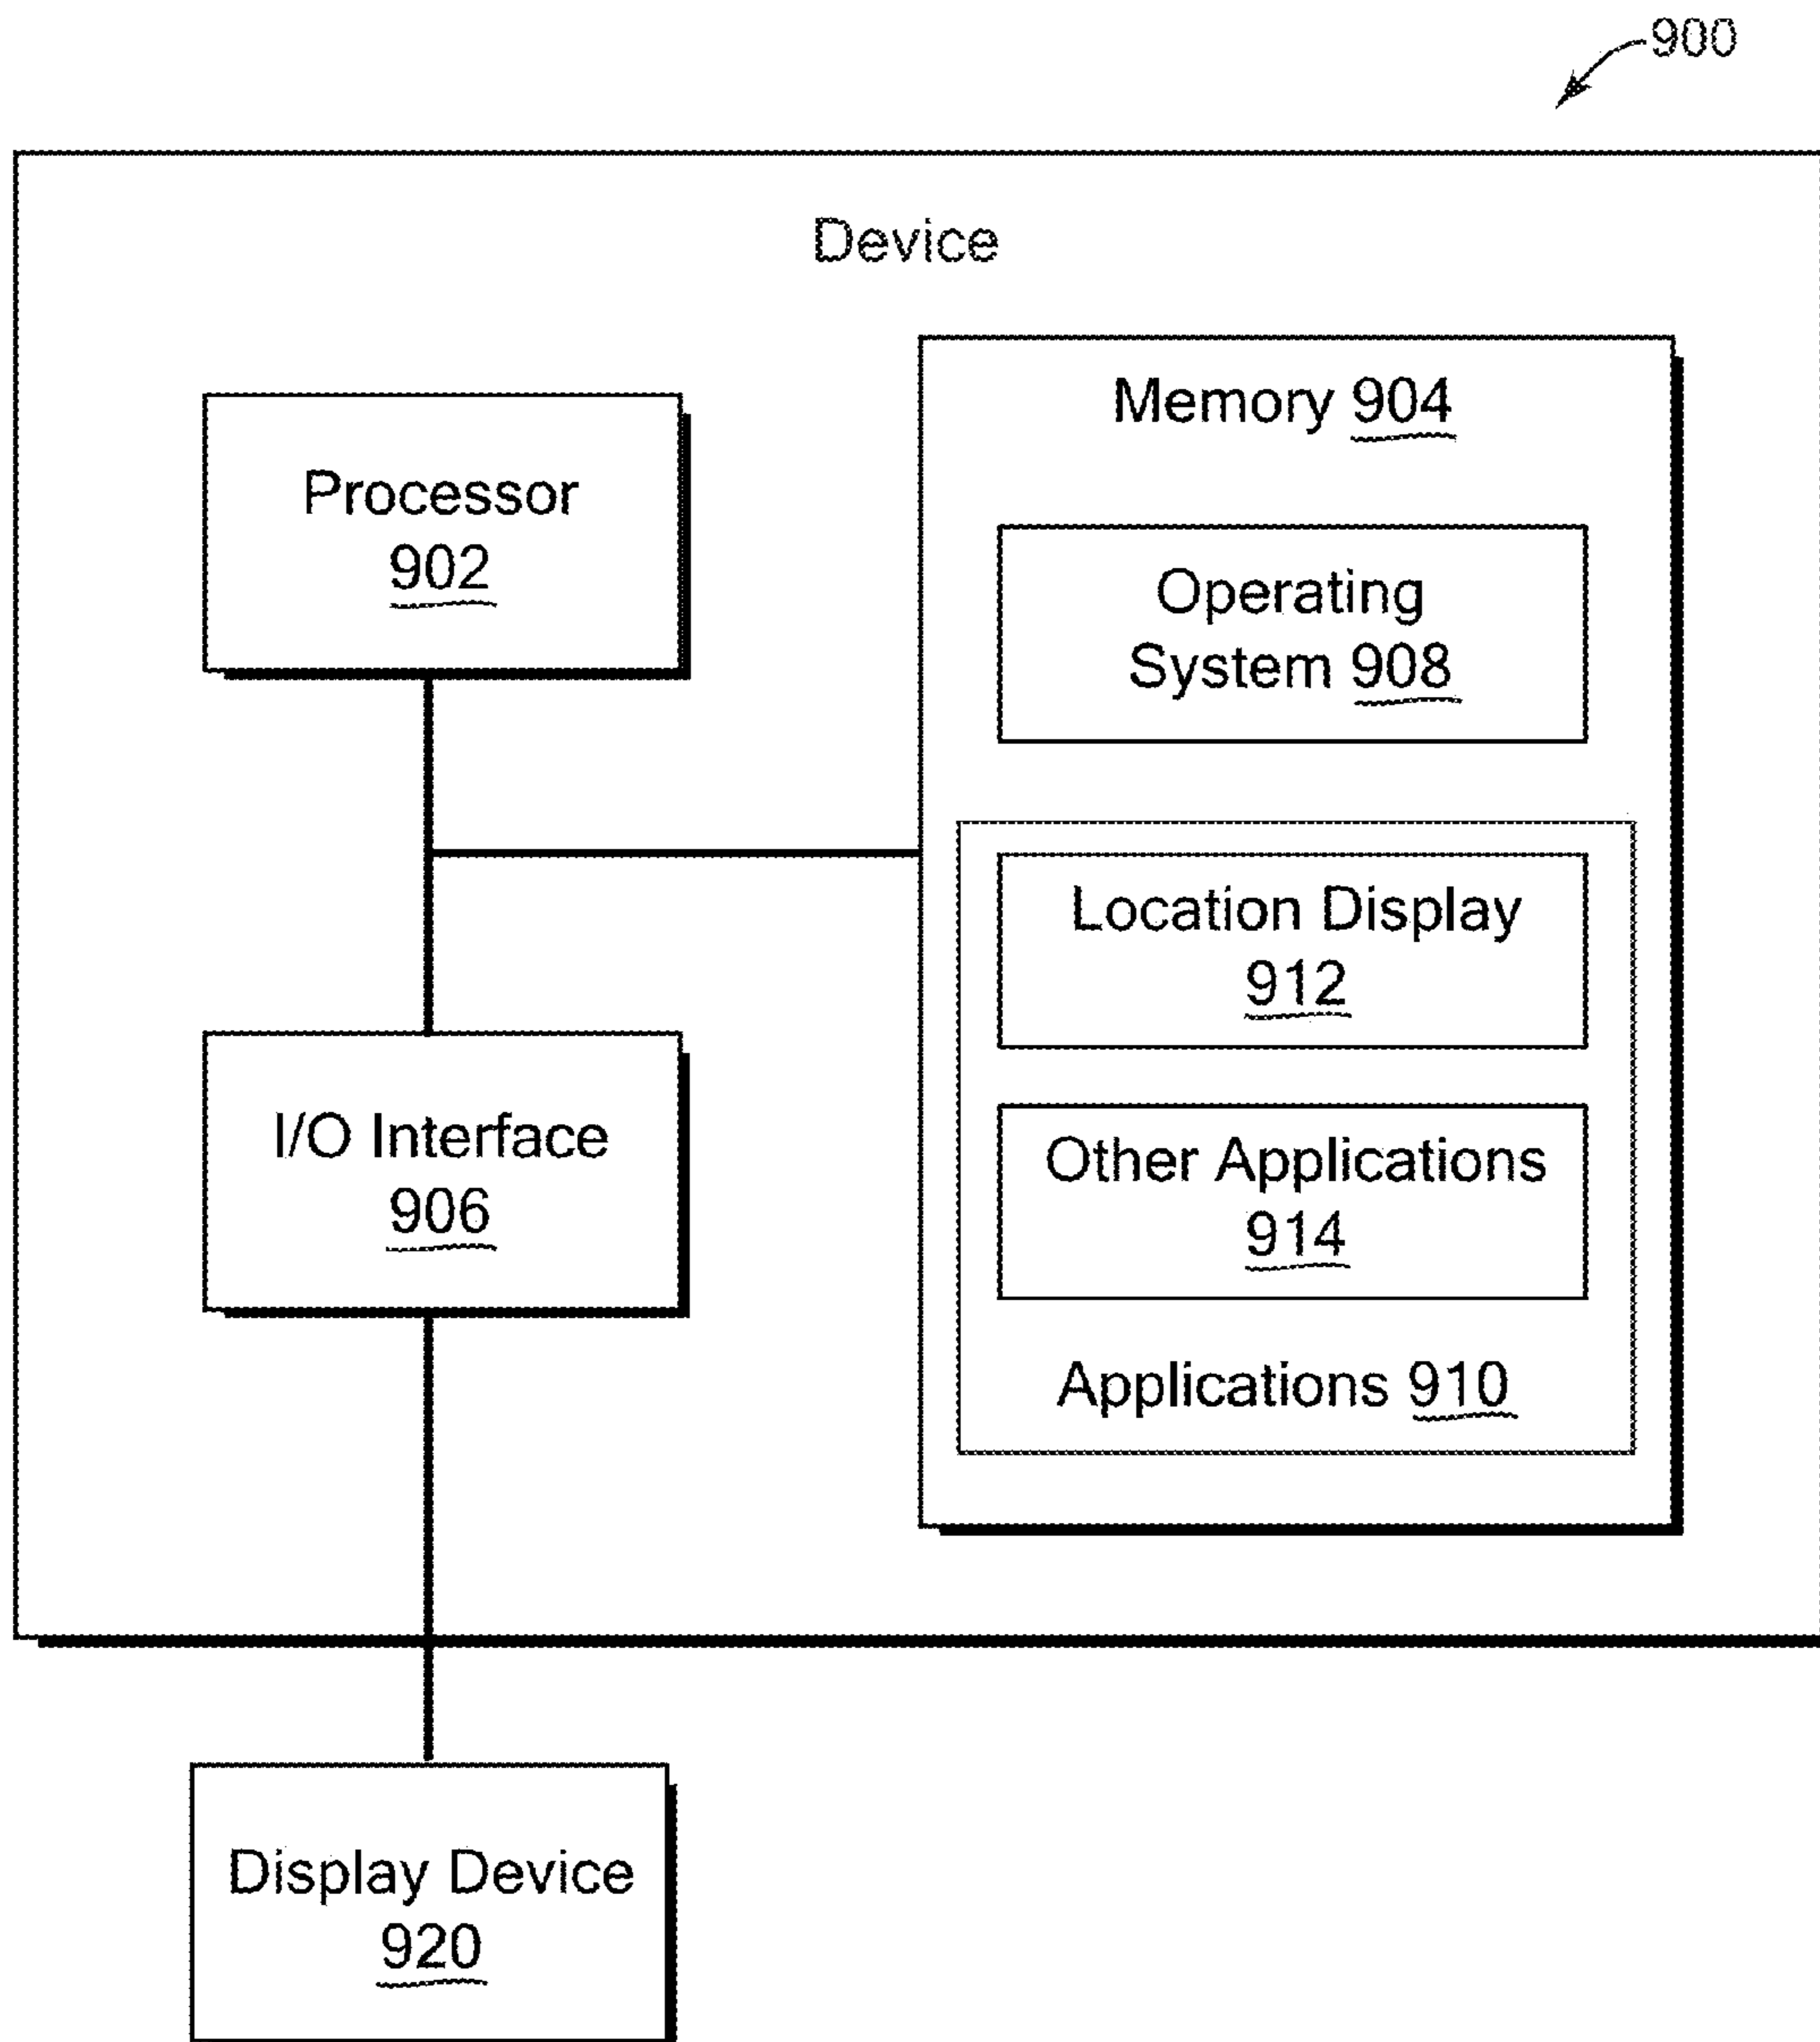 900
Device
Processor
902
Memory 904
Operating
System 908
Location Display
912
I/O Interface
906
Other Applications
914
Applications 910
Display Device
920